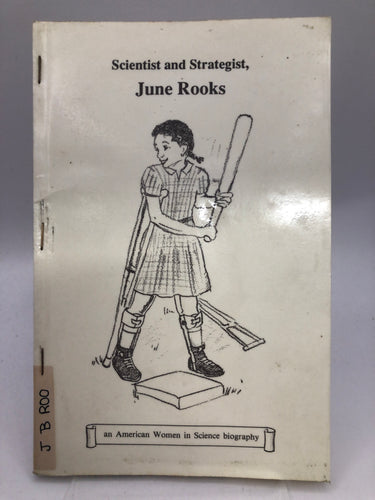 Scientist and Strategist,
June Rooks
J B ROO
an American Women in Science biography